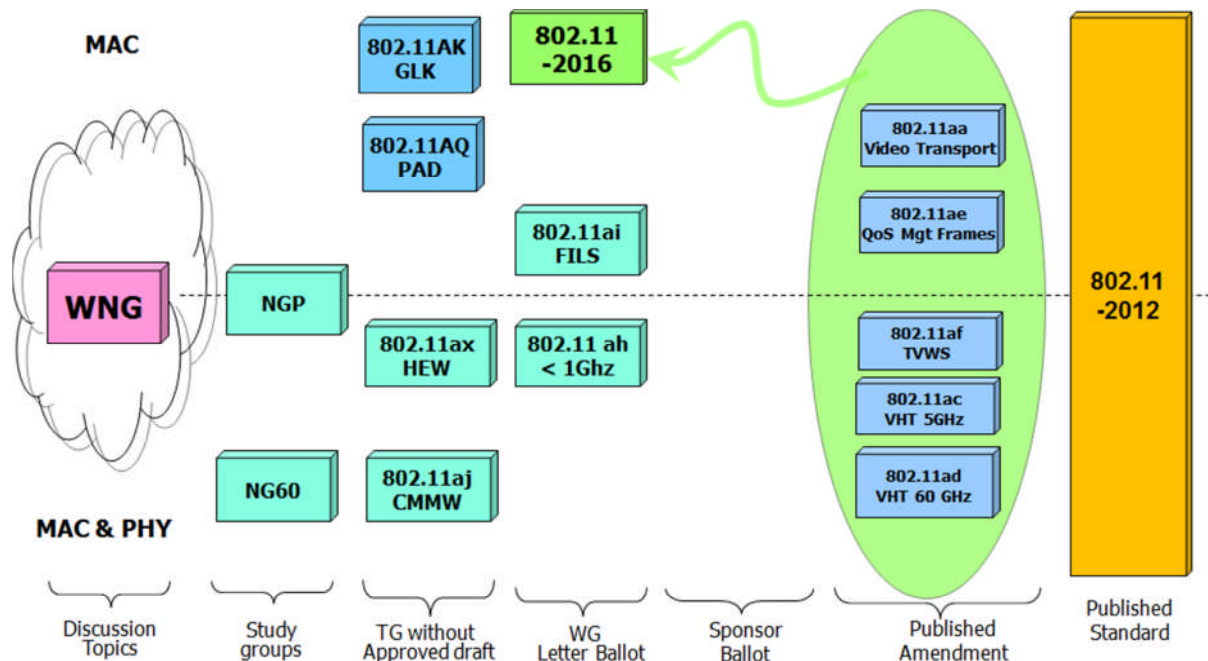 MAC
802.11AK
GLK
802.11
-2016
802.11AQ
PAD
802.11aa
Video Transport
802.11ai
FILS
802.11ae
QoS Mgt Frames
WNG
NGP
802.11
-2012
802.11ax
HEW
802.11 ah
< 1Ghz
802.11af
TVWS
802.11ac
VHT 5GHz
NG60
802.11aj
CMMW
802.11ad
VHT 60 GHz
MAC & PHY
Discussion
Topics
Study
groups
TG without
Approved draft
WG
Letter Ballot
Sponsor
Ballot
Published
Amendment
Published
Standard